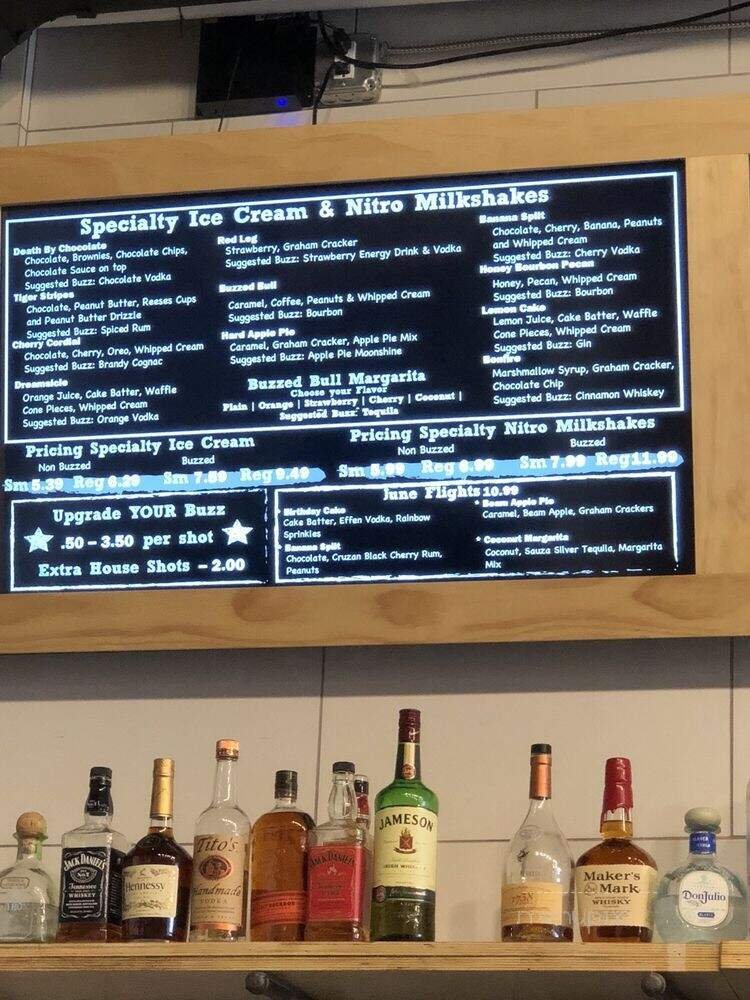 Specialty Ice Cream & Nitro Milkshakes
Death By Chocolate
Chocolate, Brownies, Chocolate Chips,
Chocolate Sauce on top
Suggested Buzz: Chocolate Vodka
Tiger Stripes
Chocolate, Peanut Butter, Reeses Cups
and Peanut Butter Drizzle
Suggested Buzz: Spiced Rum
Cherry Cordial
Chocolate, Cherry, Oreo, Whipped Cream
Suggested Buzz: Brandy Cognac
Dreamsicle
Orange Juice, Cake Batter, Waffle
Cone Pieces, Whipped Cream
Suggested Buzz: Orange Vodka
Red Leg
Strawberry, Graham Cracker
Suggested Buzz: Strawberry Energy Drink & Vodka
Buzzed Bull
Caramel, Coffee, Peanuts & Whipped Cream
Suggested Buzz: Bourbon
Hard Apple Pie
Caramel, Graham Cracker, Apple Pie Mix
Suggested Buzz: Apple Pie Moonshine
Buzzed Bull Margarita
Choose your Flavor
Plain | Orange | Strawberry | Cherry | Coconut |
Suggested Buzz: Tequila
Banana Split
Chocolate, Cherry, Banana, Peanuts
and Whipped Cream
Suggested Buzz: Cherry Vodka
Honey Bourbon Pecan
Honey, Pecan, Whipped Cream
Suggested Buzz: Bourbon
Lemon Cake
Lemon Juice, Cake Batter, Waffle
Cone Pieces, Whipped Cream
Suggested Buzz: Gin
Bonfire
Marshmallow Syrup, Graham Cracker,
Chocolate Chip
Suggested Buzz: Cinnamon Whiskey
Pricing Specialty Ice Cream
Non Buzzed Buzzed
Sm 5.39 Reg 6.29 Sm 7.59 Reg 9.49
Pricing Specialty Nitro Milkshakes
Non Buzzed Buzzed
Sm 5.99 Reg 6.99 Sm 7.99 Reg 11.99
Upgrade YOUR Buzz
.50 – 3.50 per shot
Extra House Shots – 2.00
June Flights 10.99
* Birthday Cake
Cake Batter, Effen Vodka, Rainbow
Sprinkles
* Banana Split
Chocolate, Cruzan Black Cherry Rum,
Peanuts
* Beam Apple Pie
Caramel, Beam Apple, Graham Crackers
* Coconut Margarita
Coconut, Sauza Silver Tequila, Margarita
Mix
JACK DANIEL'S
Tennessee
WHISKEY
Hennessy
Tito's
Handmade
VODKA
JACK DANIEL'S
JAMESON
IRISH WHISKEY
1738
Maker's
Mark
WHISKY
Don Julio
BLANCO